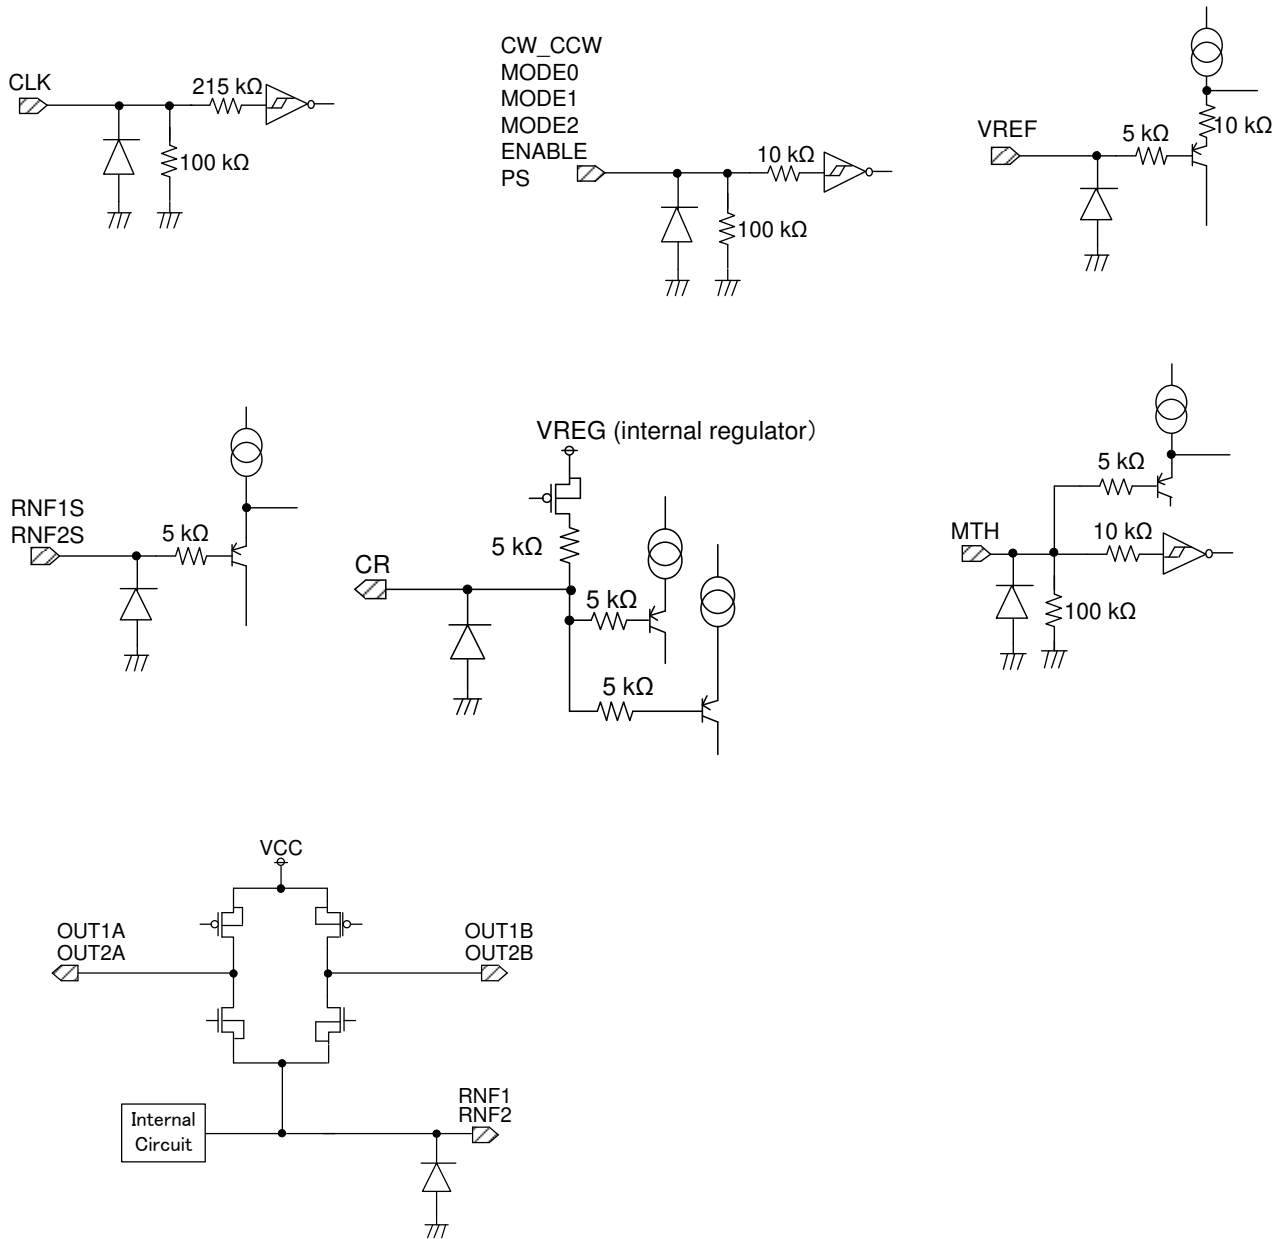 CLK
215 kΩ
100 kΩ
CW_CCW
MODE0
MODE1
MODE2
ENABLE
PS
10 kΩ
100 kΩ
VREF
5 kΩ
10 kΩ
RNF1S
RNF2S
5 kΩ
VREG (internal regulator）
5 kΩ
CR
5 kΩ
5 kΩ
MTH
5 kΩ
10 kΩ
100 kΩ
VCC
OUT1A
OUT2A
OUT1B
OUT2B
Internal
Circuit
RNF1
RNF2